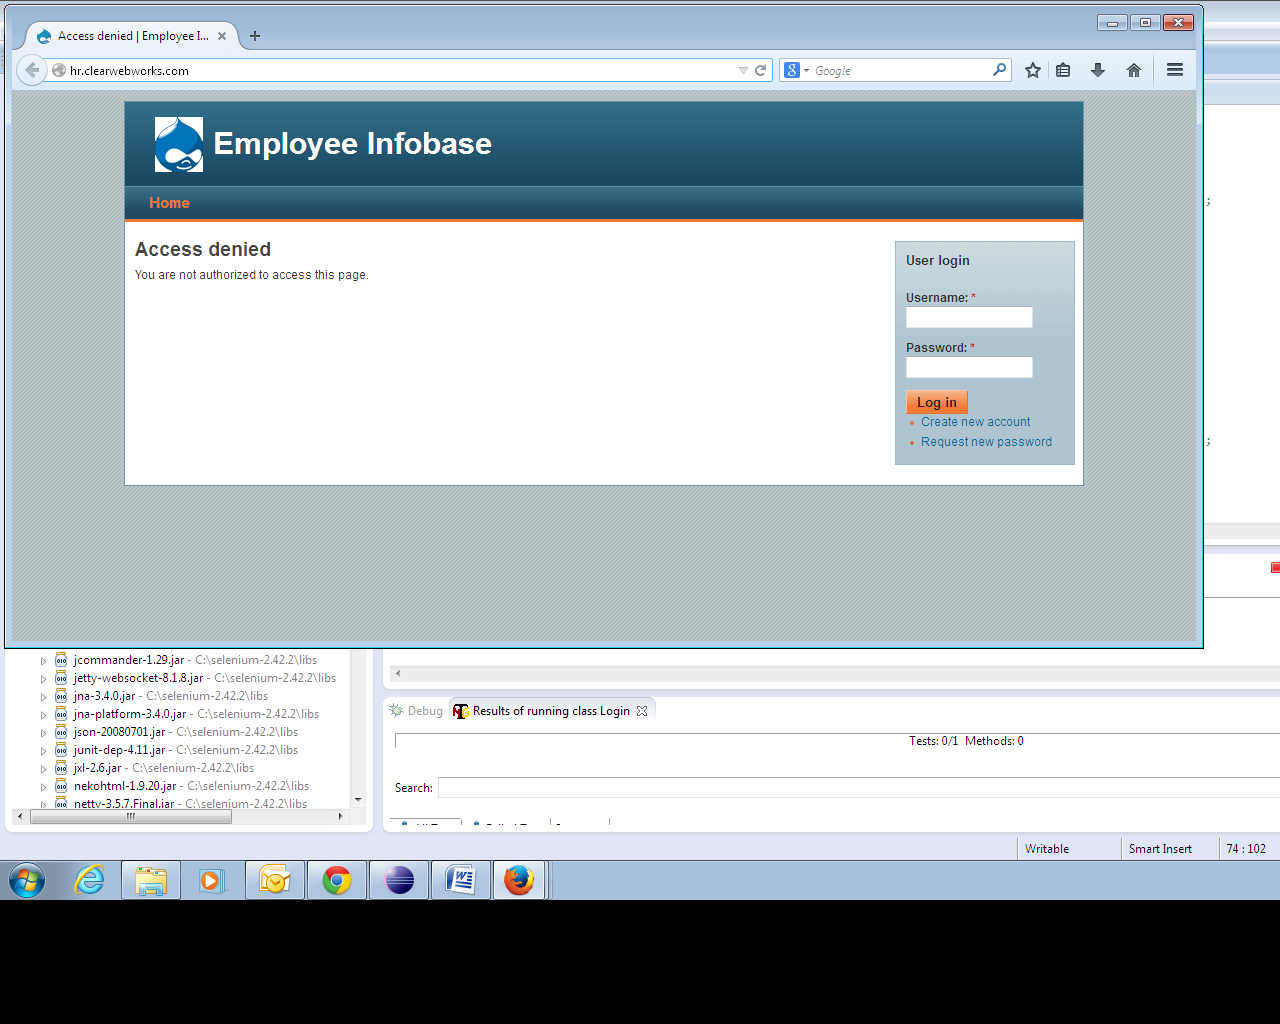 Access denied | Employee I...
hr.clearwebworks.com
Google
Employee Infobase
Home
Access denied
You are not authorized to access this page.
User login
Username: *
Password: *
Log in
Create new account
Request new password
;
;
jcommander-1.29.jar - C:\selenium-2.42.2\libs
jetty-websocket-8.1.8.jar - C:\selenium-2.42.2\libs
jna-3.4.0.jar - C:\selenium-2.42.2\libs
jna-platform-3.4.0.jar - C:\selenium-2.42.2\libs
json-20080701.jar - C:\selenium-2.42.2\libs
junit-dep-4.11.jar - C:\selenium-2.42.2\libs
jxl-2.6.jar - C:\selenium-2.42.2\libs
nekohtml-1.9.20.jar - C:\selenium-2.42.2\libs
netty-3.5.7.Final.jar - C:\selenium-2.42.2\libs
Debug
Results of running class Login
Tests: 0/1 Methods: 0
Search:
Writable
Smart Insert
74 : 102